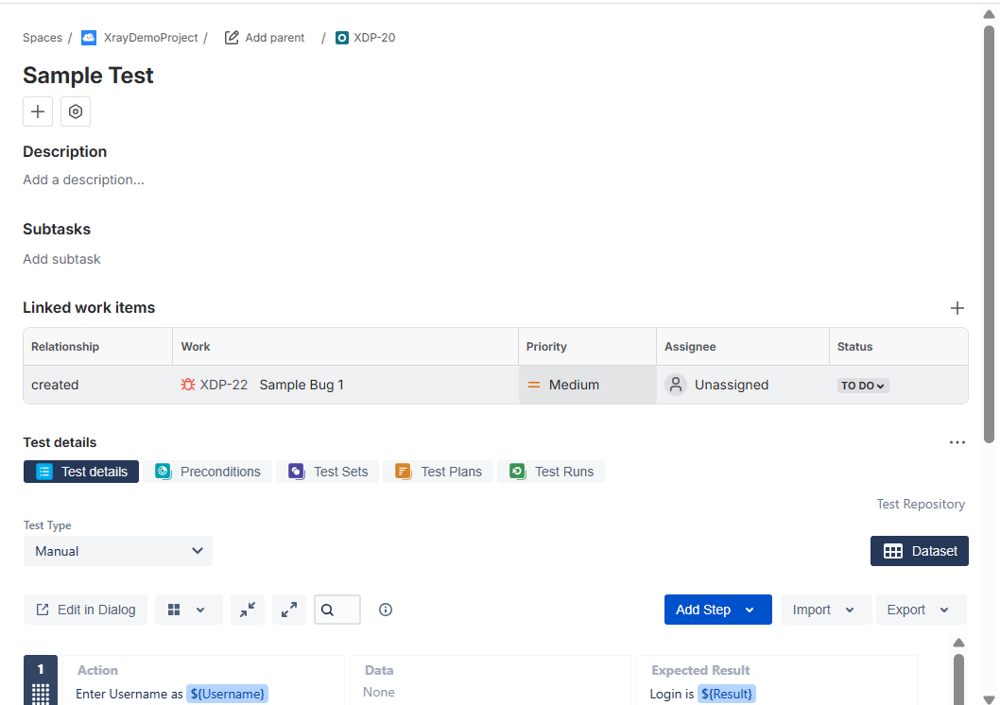 Spaces / XrayDemoProject / Add parent / XDP-20
Sample Test
Description
Add a description...
Subtasks
Add subtask
Linked work items
Relationship Work Priority Assignee Status
created XDP-22 Sample Bug 1 Medium Unassigned TO DO
Test details
Test details Preconditions Test Sets Test Plans Test Runs
Test Repository
Test Type
Manual Dataset
Edit in Dialog Add Step Import Export
1 Action Data Expected Result
Enter Username as ${Username} None Login is ${Result}